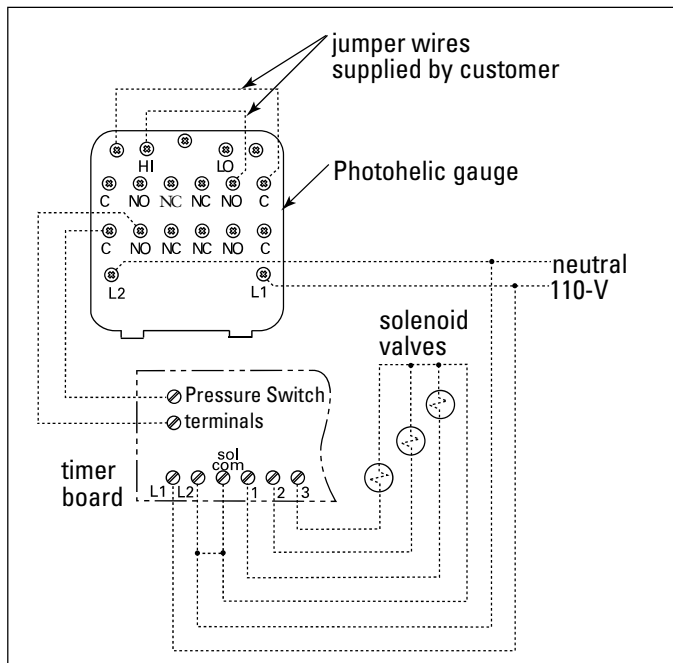 jumper wires
supplied by customer
HI LO
Photohelic gauge
C NO NC NC NO C
C NO NC NC NO C
L2 L1
neutral
110-V
solenoid
valves
Pressure Switch
terminals
sol
com
timer
board
L1 L2 1 2 3